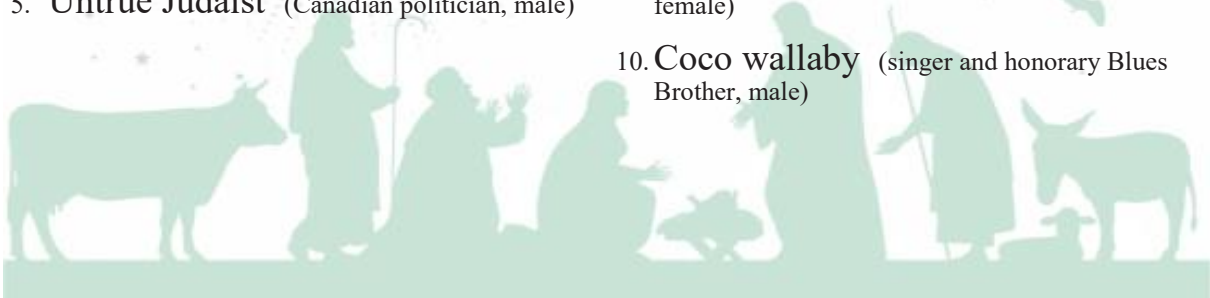 5. Untrue Judaist (Canadian politician, male)
female)
10. Coco wallaby (singer and honorary Blues
Brother, male)